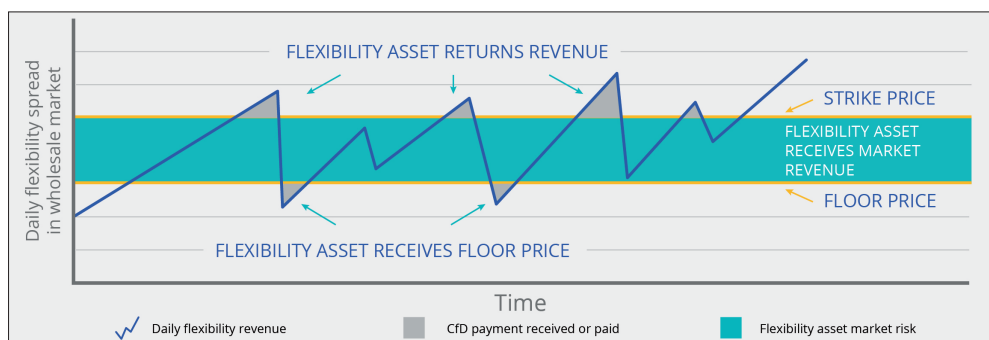 FLEXIBILITY ASSET RETURNS REVENUE
Daily flexibility spread
in wholesale market
STRIKE PRICE
FLEXIBILITY ASSET
RECEIVES MARKET
REVENUE
FLOOR PRICE
FLEXIBILITY ASSET RECEIVES FLOOR PRICE
Time
Daily flexibility revenue
CfD payment received or paid
Flexibility asset market risk